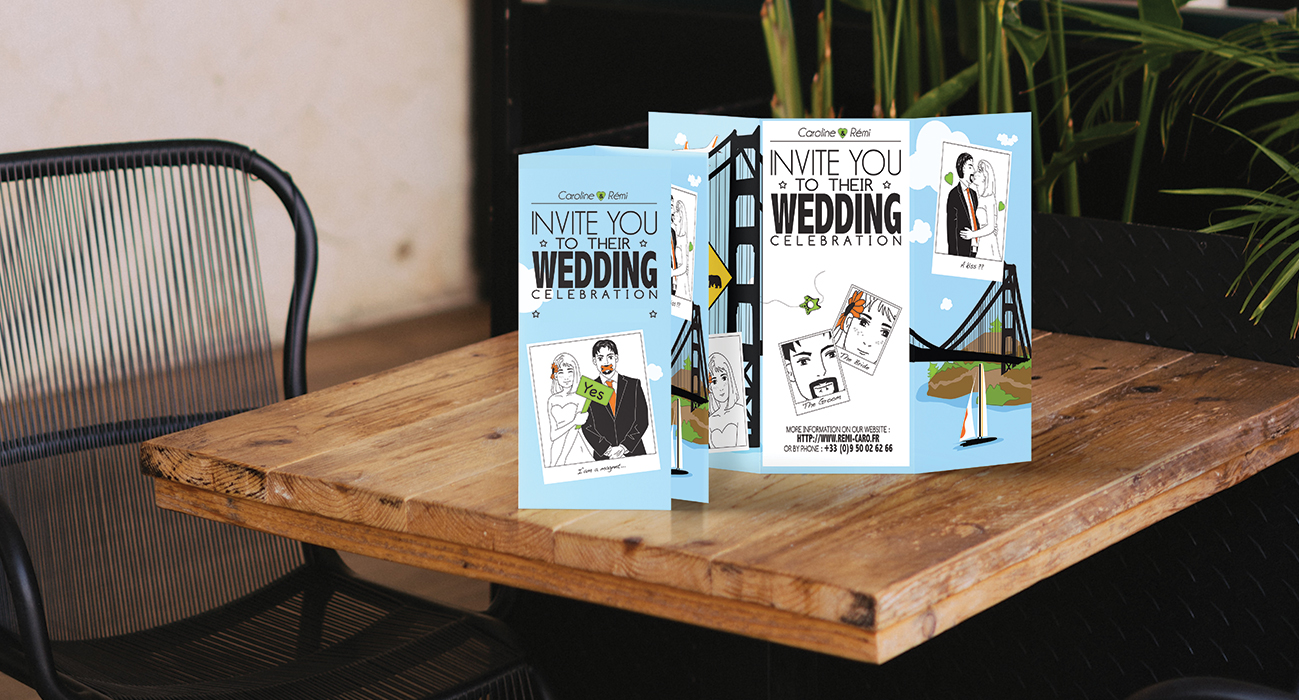 Caroline & Rémi
INVITE YOU
TO THEIR
WEDDING
CELEBRATION
Yes
I'am a magnet...
Caroline & Rémi
INVITE YOU
TO THEIR
WEDDING
CELEBRATION
The Bride
The Groom
MORE INFORMATION ON OUR WEBSITE :
HTTP://WWW.REMI-CARO.FR
OR BY PHONE : +33 (0)9 50 02 62 66
A kiss ??